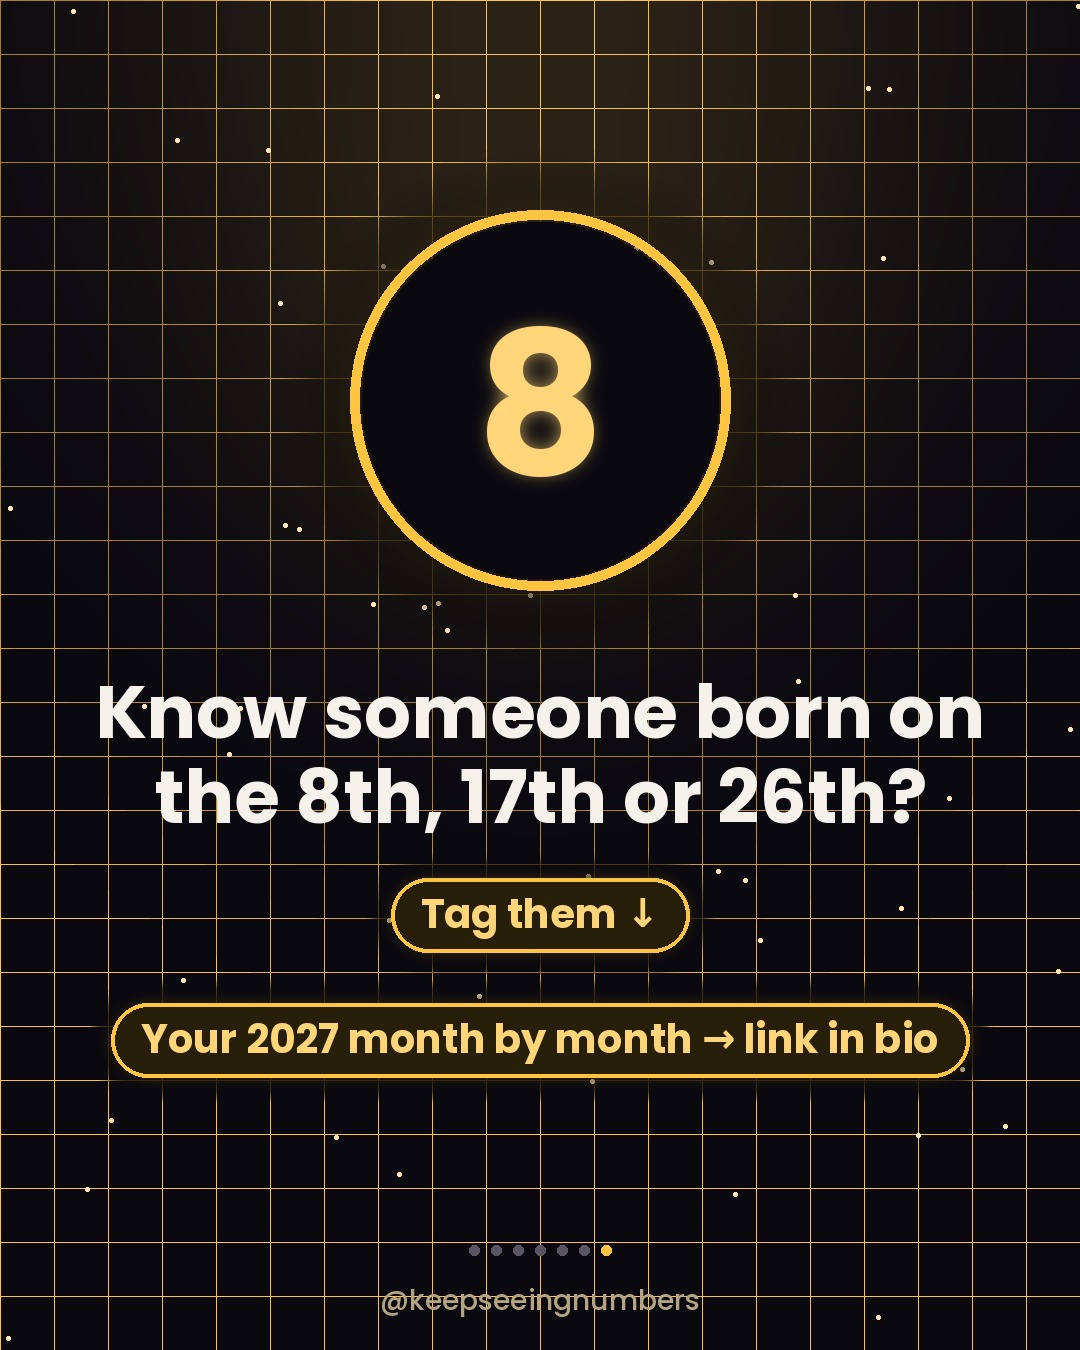 8
Know someone born on
the 8th, 17th or 26th?
Tag them ↓
Your 2027 month by month → link in bio
@keepseeingnumbers